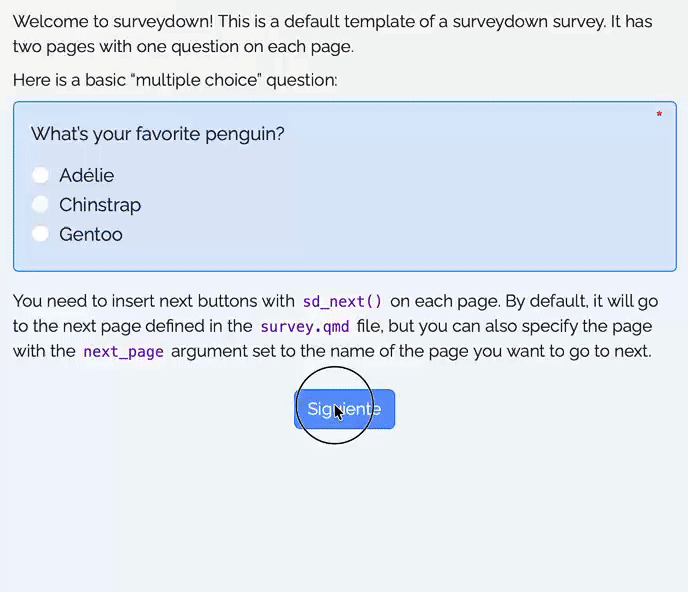 Welcome to surveydown! This is a default template of a surveydown survey. It has
two pages with one question on each page.
Here is a basic “multiple choice” question:
*
What's your favorite penguin?
Adélie
Chinstrap
Gentoo
You need to insert next buttons with sd_next() on each page. By default, it will go
to the next page defined in the survey.qmd file, but you can also specify the page
with the next_page argument set to the name of the page you want to go to next.
Siguiente